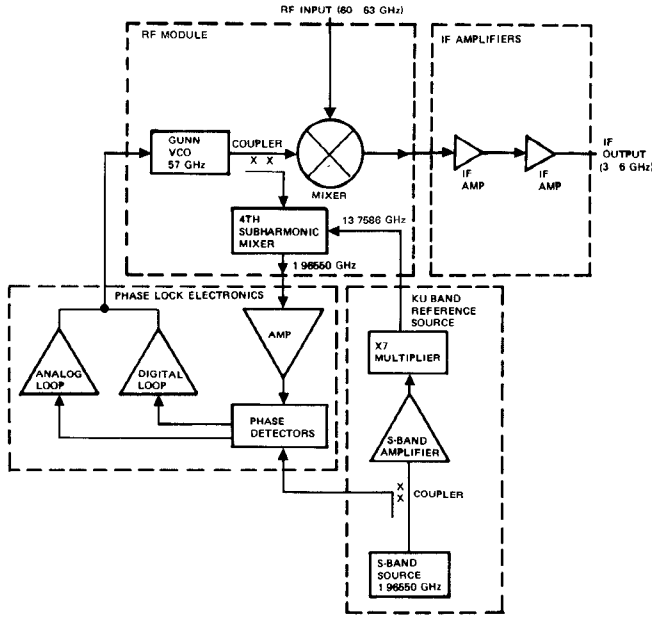 RF INPUT (60 63 GHz)
RF MODULE
IF AMPLIFIERS
GUNN
VCO
57 GHz
COUPLER
X X
MIXER
IF
AMP
IF
AMP
IF
OUTPUT
(3 6 GHz)
4TH
SUBHARMONIC
MIXER
13 7586 GHz
1 96550 GHz
PHASE LOCK ELECTRONICS
KU BAND
REFERENCE
SOURCE
AMP
X7
MULTIPLIER
ANALOG
LOOP
DIGITAL
LOOP
PHASE
DETECTORS
S-BAND
AMPLIFIER
X
X
COUPLER
S-BAND
SOURCE
1 96550 GHz